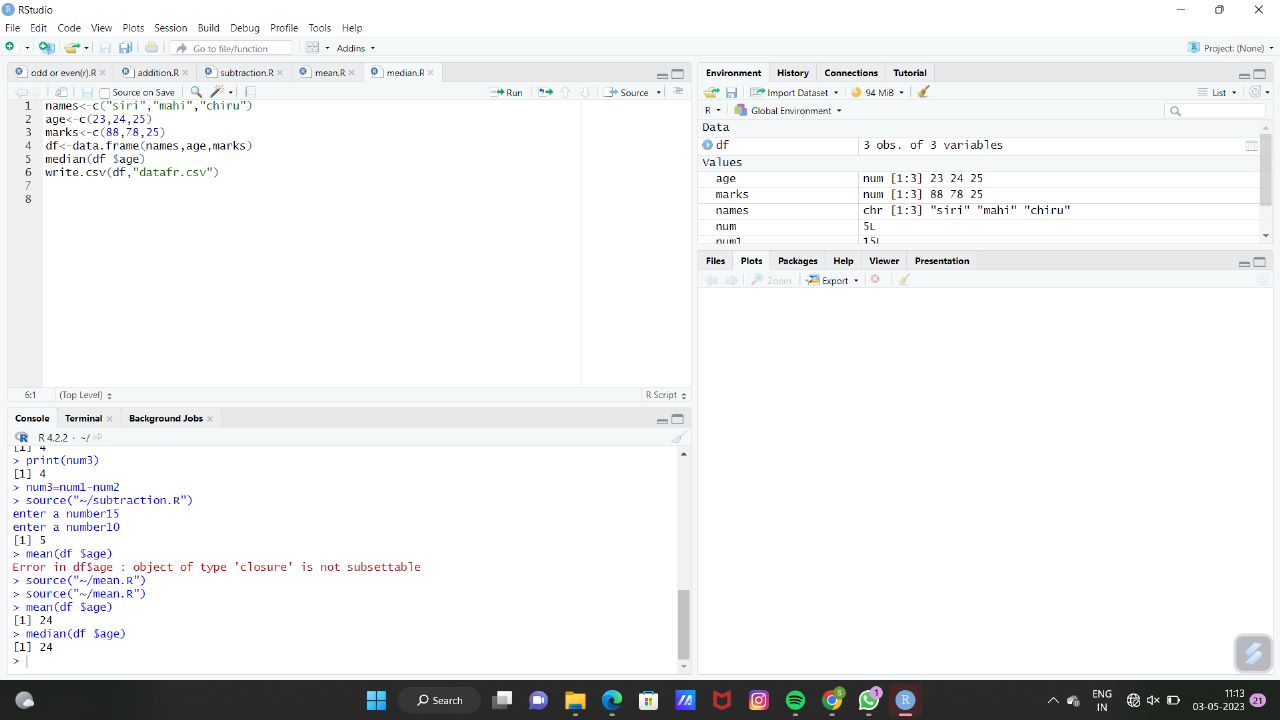 RStudio
File Edit Code View Plots Session Build Debug Profile Tools Help
Go to file/function Addins Project: (None)
odd or even(r).R addition.R subtraction.R mean.R median.R
Source on Save Run Source
1 names<-c("siri","mahi","chiru")
2 age<-c(23,24,25)
3 marks<-c(88,78,25)
4 df<-data.frame(names,age,marks)
5 median(df $age)
6 write.csv(df,"datafr.csv")
7
8
6:1 (Top Level) R Script
Console Terminal Background Jobs
R 4.2.2 · ~/
[1] 4
> print(num3)
[1] 4
> num3=num1-num2
> source("~/subtraction.R")
enter a number15
enter a number10
[1] 5
> mean(df $age)
Error in df$age : object of type 'closure' is not subsettable
> source("~/mean.R")
> source("~/mean.R")
> mean(df $age)
[1] 24
> median(df $age)
[1] 24
>
Environment History Connections Tutorial
Import Dataset 94 MiB List
R Global Environment
Data
df 3 obs. of 3 variables
Values
age num [1:3] 23 24 25
marks num [1:3] 88 78 25
names chr [1:3] "siri" "mahi" "chiru"
num 5L
num1 15L
Files Plots Packages Help Viewer Presentation
Zoom Export
Search
S
1
R
ENG
IN
11:13
03-05-2023
21